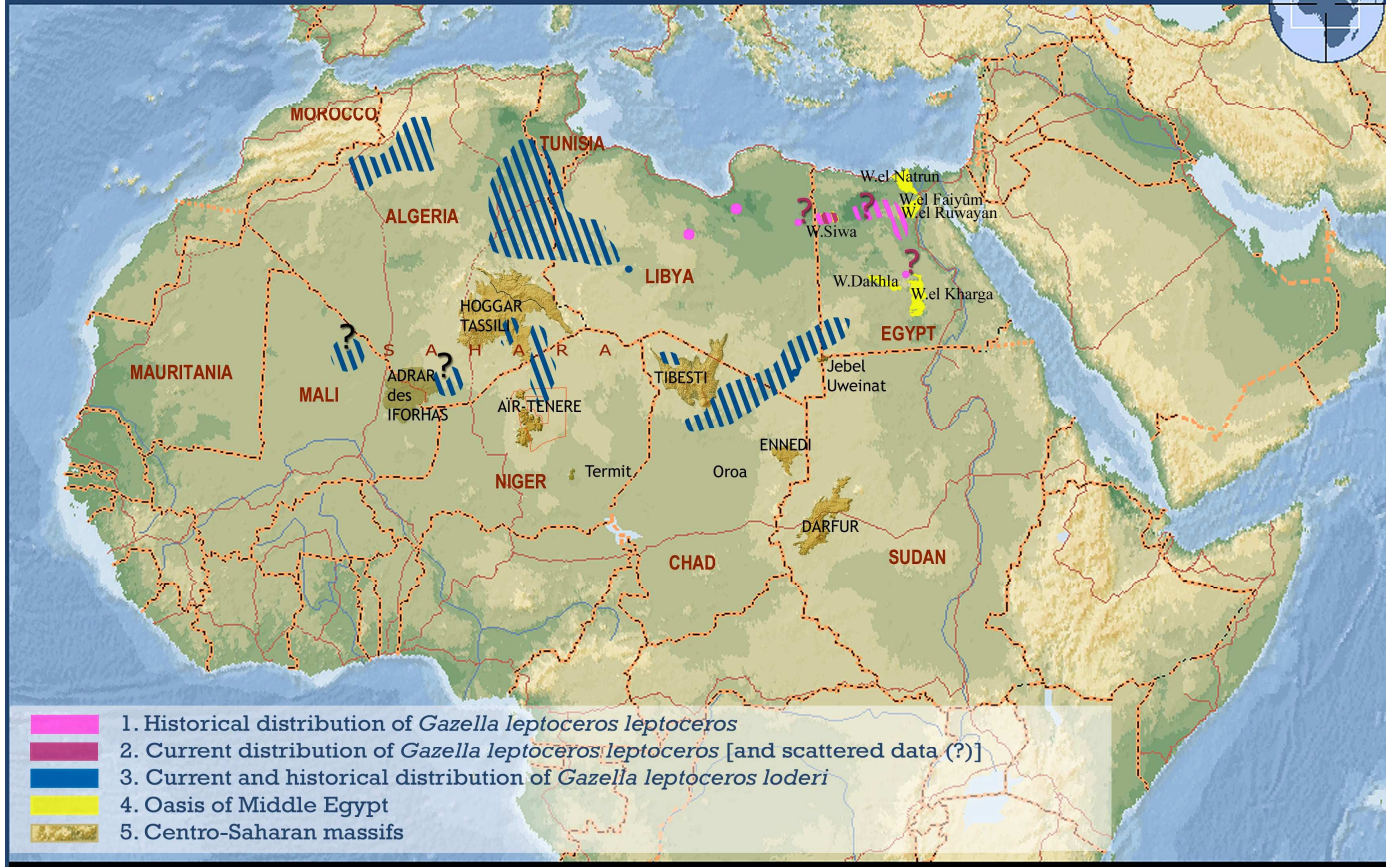 MOROCCO
TUNISIA
ALGERIA
LIBYA
EGYPT
W.el Natrun
W.el Faiyûm
W.el Ruwayan
?
?
W.Siwa
?
W.Dakhla
W.el Kharga
HOGGAR
TASSILI
S A H A R A
?
?
MAURITANIA
MALI
ADRAR
des
IFORHAS
AÏR-TENERE
TIBESTI
Jebel
Uweinat
ENNEDI
NIGER
Termit
Oroa
DARFUR
CHAD
SUDAN
1. Historical distribution of Gazella leptoceros leptoceros
2. Current distribution of Gazella leptoceros leptoceros [and scattered data (?)]
3. Current and historical distribution of Gazella leptoceros loderi
4. Oasis of Middle Egypt
5. Centro-Saharan massifs